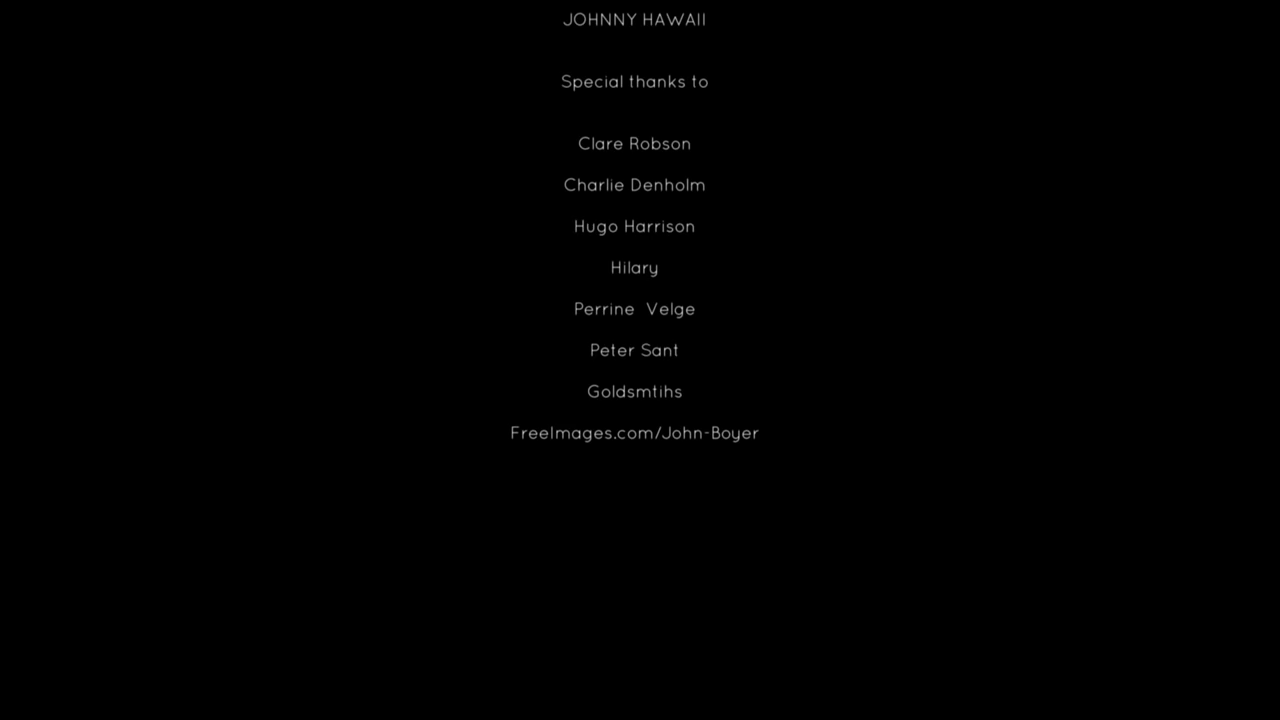 JOHNNY HAWAII
Special thanks to
Clare Robson
Charlie Denholm
Hugo Harrison
Hilary
Perrine  Velge
Peter Sant
Goldsmtihs
FreeImages.com/John-Boyer